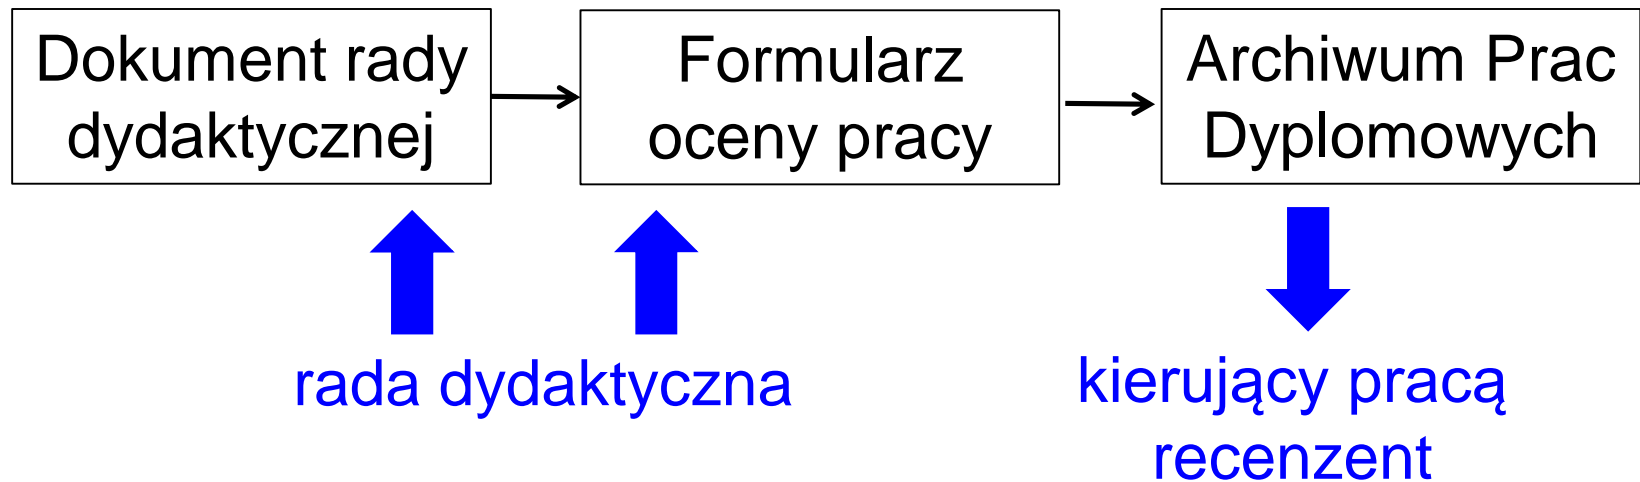 Dokument rady
dydaktycznej
Formularz
oceny pracy
Archiwum Prac
Dyplomowych
rada dydaktyczna
kierujący pracą
recenzent